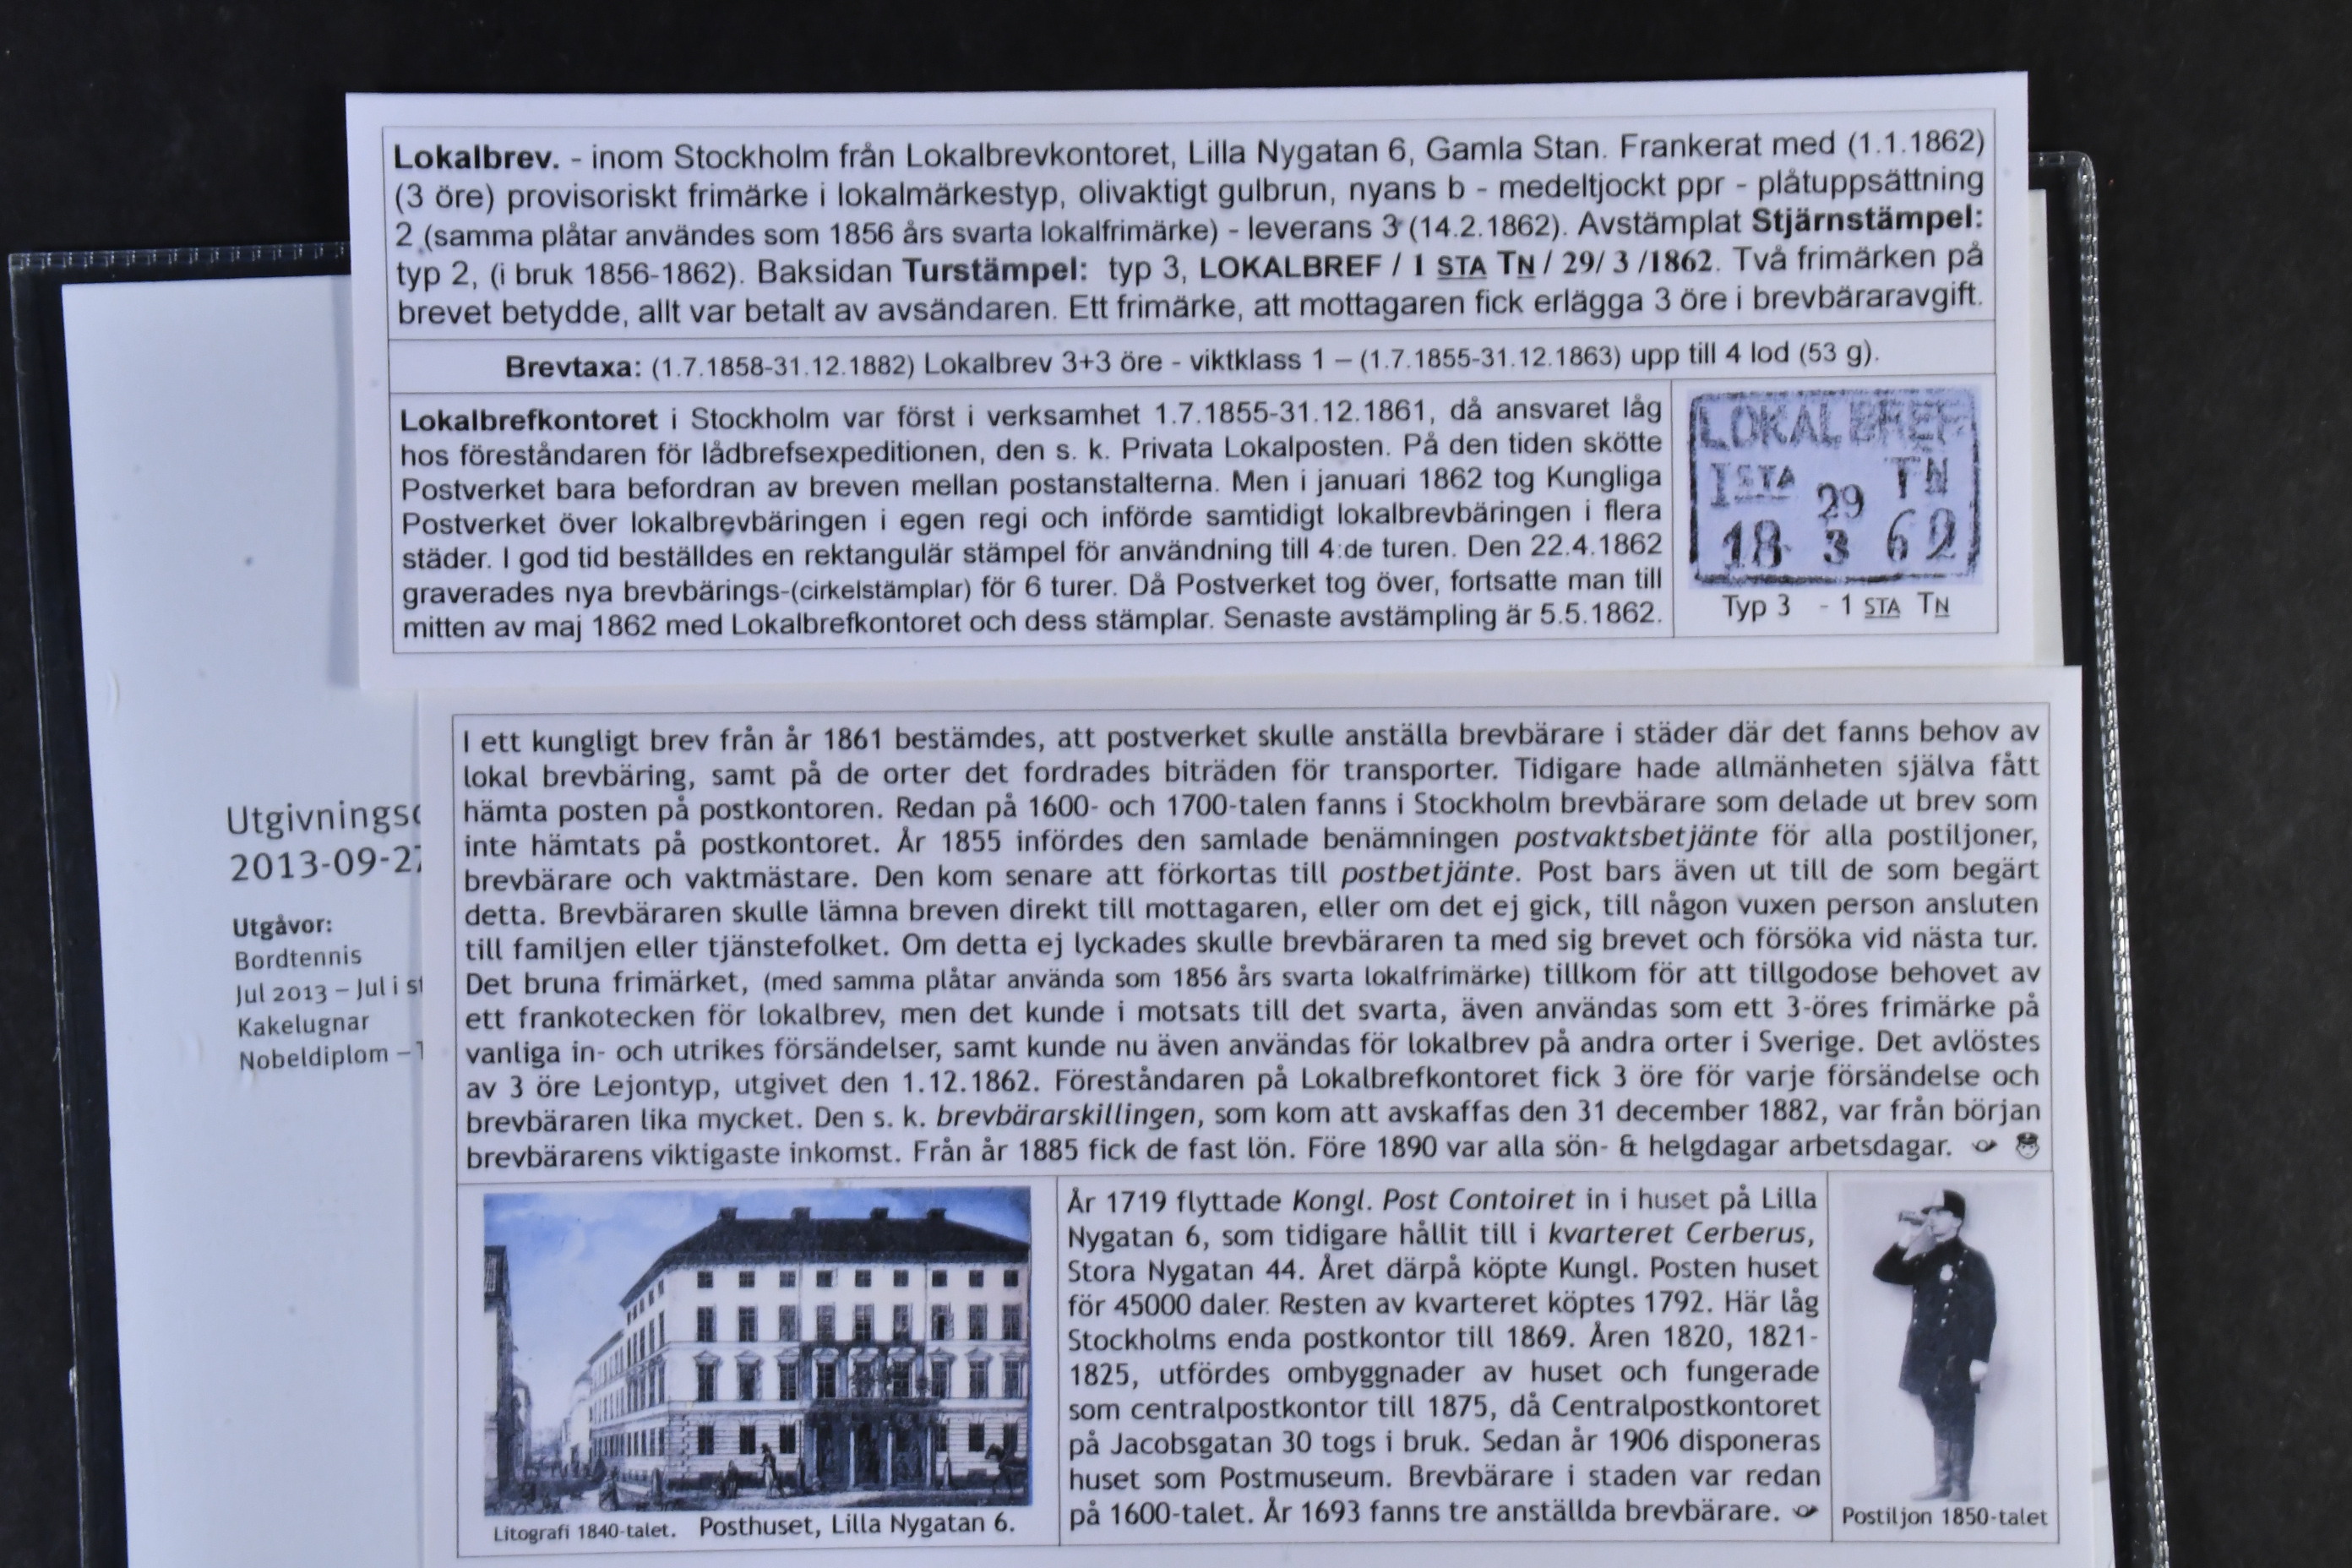 Lokalbrev. - inom Stockholm från Lokalbrevkontoret, Lilla Nygatan 6, Gamla Stan. Frankerat med (1.1.1862)
(3 öre) provisoriskt frimärke i lokalmärkestyp, olivaktigt gulbrun, nyans b - medeltjockt ppr - plåtuppsättning
2 (samma plåtar användes som 1856 års svarta lokalfrimärke) - leverans 3 (14.2.1862). Avstämplat Stjärnstämpel:
typ 2, (i bruk 1856-1862). Baksidan Turstämpel: typ 3, LOKALBREF / 1 STA TN / 29/ 3 /1862. Två frimärken på
brevet betydde, allt var betalt av avsändaren. Ett frimärke, att mottagaren fick erlägga 3 öre i brevbäraravgift.
Brevtaxa: (1.7.1858-31.12.1882) Lokalbrev 3+3 öre - viktklass 1 – (1.7.1855-31.12.1863) upp till 4 lod (53 g).
Lokalbrefkontoret i Stockholm var först i verksamhet 1.7.1855-31.12.1861, då ansvaret låg
hos föreståndaren för lådbrefsexpeditionen, den s. k. Privata Lokalposten. På den tiden skötte
Postverket bara befordran av breven mellan postanstalterna. Men i januari 1862 tog Kungliga
Postverket över lokalbrevbäringen i egen regi och införde samtidigt lokalbrevbäringen i flera
städer. I god tid beställdes en rektangulär stämpel för användning till 4:de turen. Den 22.4.1862
graverades nya brevbärings-(cirkelstämplar) för 6 turer. Då Postverket tog över, fortsatte man till
mitten av maj 1862 med Lokalbrefkontoret och dess stämplar. Senaste avstämpling är 5.5.1862.
LOKALBREF
1 STA TN
29
18 3 62
Typ 3 - 1 STA TN
I ett kungligt brev från år 1861 bestämdes, att postverket skulle anställa brevbärare i städer där det fanns behov av
lokal brevbäring, samt på de orter det fordrades biträden för transporter. Tidigare hade allmänheten själva fått
hämta posten på postkontoren. Redan på 1600- och 1700-talen fanns i Stockholm brevbärare som delade ut brev som
inte hämtats på postkontoret. År 1855 infördes den samlade benämningen postvaktsbetjänte för alla postiljoner,
brevbärare och vaktmästare. Den kom senare att förkortas till postbetjänte. Post bars även ut till de som begärt
detta. Brevbäraren skulle lämna breven direkt till mottagaren, eller om det ej gick, till någon vuxen person ansluten
till familjen eller tjänstefolket. Om detta ej lyckades skulle brevbäraren ta med sig brevet och försöka vid nästa tur.
Det bruna frimärket, (med samma plåtar använda som 1856 års svarta lokalfrimärke) tillkom för att tillgodose behovet av
ett frankotecken för lokalbrev, men det kunde i motsats till det svarta, även användas som ett 3-öres frimärke på
vanliga in- och utrikes försändelser, samt kunde nu även användas för lokalbrev på andra orter i Sverige. Det avlöstes
av 3 öre Lejontyp, utgivet den 1.12.1862. Föreståndaren på Lokalbrefkontoret fick 3 öre för varje försändelse och
brevbäraren lika mycket. Den s. k. brevbärarskillingen, som kom att avskaffas den 31 december 1882, var från början
brevbärarens viktigaste inkomst. Från år 1885 fick de fast lön. Före 1890 var alla sön- & helgdagar arbetsdagar.
År 1719 flyttade Kongl. Post Contoiret in i huset på Lilla
Nygatan 6, som tidigare hållit till i kvarteret Cerberus,
Stora Nygatan 44. Året därpå köpte Kungl. Posten huset
för 45000 daler. Resten av kvarteret köptes 1792. Här låg
Stockholms enda postkontor till 1869. Åren 1820, 1821-
1825, utfördes ombyggnader av huset och fungerade
som centralpostkontor till 1875, då Centralpostkontoret
på Jacobsgatan 30 togs i bruk. Sedan år 1906 disponeras
huset som Postmuseum. Brevbärare i staden var redan
på 1600-talet. År 1693 fanns tre anställda brevbärare.
Litografi 1840-talet. Posthuset, Lilla Nygatan 6.
Postiljon 1850-talet
2013-09-27
Utgåvor:
Bordtennis
Jul 2013 – Jul i
Kakelugnar
Nobeldiplom –